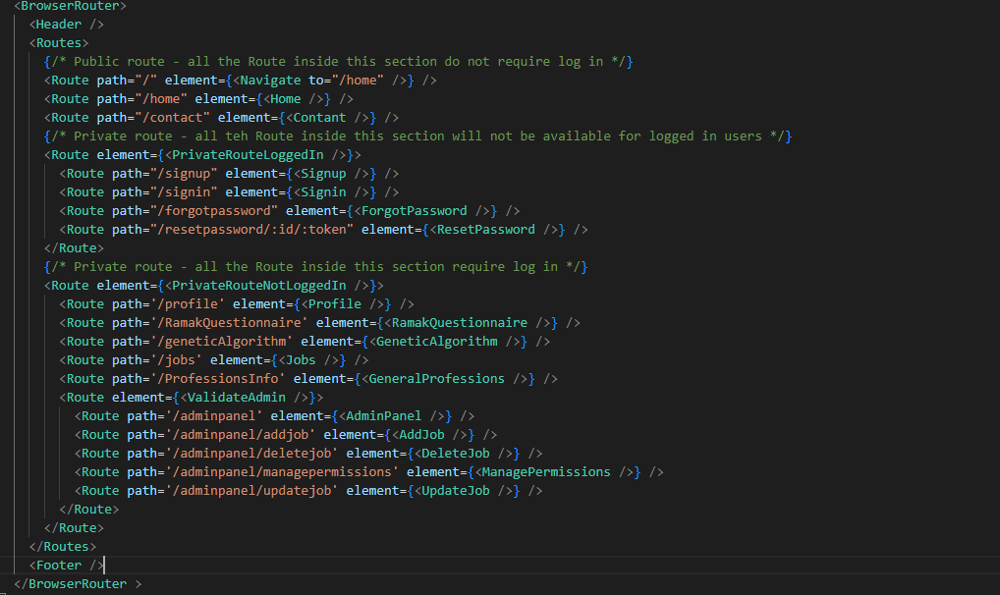 <BrowserRouter>
<Header />
<Routes>
{/* Public route - all the Route inside this section do not require log in */}
<Route path="/" element={<Navigate to="/home" />} />
<Route path="/home" element={<Home />} />
<Route path="/contact" element={<Contant />} />
{/* Private route - all teh Route inside this section will not be available for logged in users */}
<Route element={<PrivateRouteLoggedIn />}>
<Route path="/signup" element={<Signup />} />
<Route path="/signin" element={<Signin />} />
<Route path="/forgotpassword" element={<ForgotPassword />} />
<Route path="/resetpassword/:id/:token" element={<ResetPassword />} />
</Route>
{/* Private route - all the Route inside this section require log in */}
<Route element={<PrivateRouteNotLoggedIn />}>
<Route path='/profile' element={<Profile />} />
<Route path='/RamakQuestionnaire' element={<RamakQuestionnaire />} />
<Route path='/geneticAlgorithm' element={<GeneticAlgorithm />} />
<Route path='/jobs' element={<Jobs />} />
<Route path='/ProfessionsInfo' element={<GeneralProfessions />} />
<Route element={<ValidateAdmin />}>
<Route path='/adminpanel' element={<AdminPanel />} />
<Route path='/adminpanel/addjob' element={<AddJob />} />
<Route path='/adminpanel/deletejob' element={<DeleteJob />} />
<Route path='/adminpanel/managepermissions' element={<ManagePermissions />} />
<Route path='/adminpanel/updatejob' element={<UpdateJob />} />
</Route>
</Route>
</Routes>
<Footer />
</BrowserRouter >